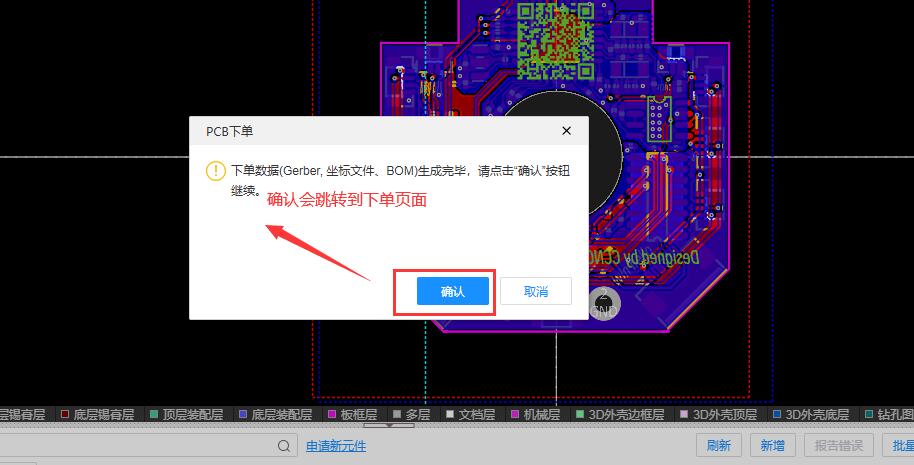 PCB下单
下单数据(Gerber, 坐标文件、BOM)生成完毕，请点击“确认”按钮
继续。
确认会跳转到下单页面
Designed by
确认
取消
2
GND
层锡膏层
底层锡膏层
顶层装配层
底层装配层
板框层
多层
文档层
机械层
3D外壳边框层
3D外壳顶层
3D外壳底层
钻孔图
申请新元件
刷新
新增
报告错误
批量